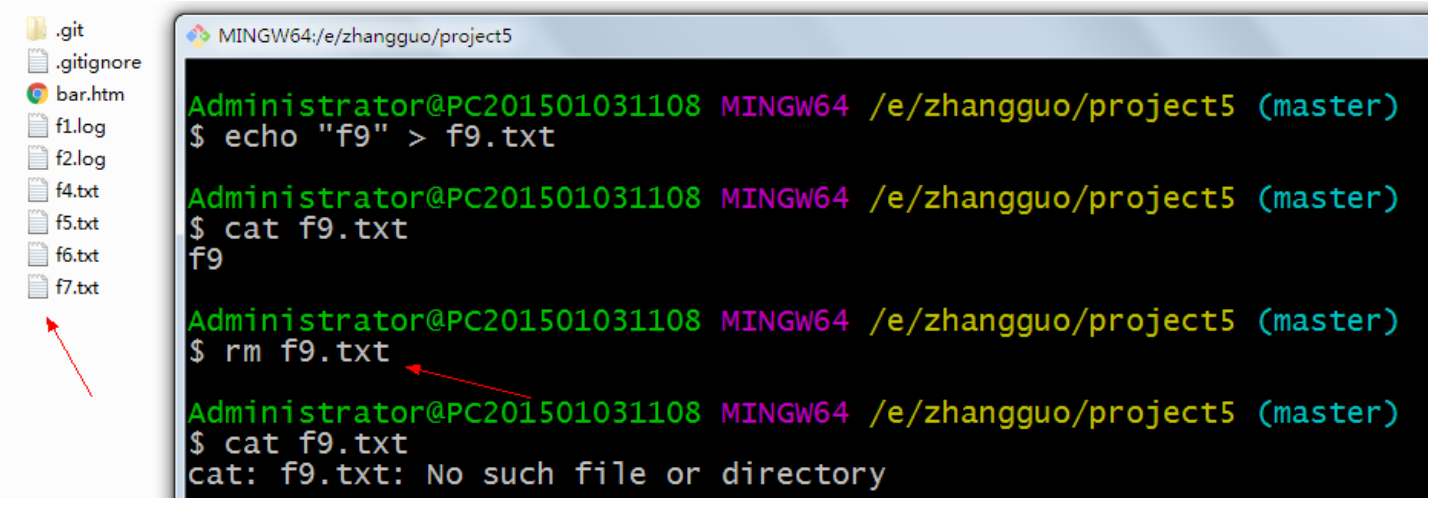 .git
.gitignore
bar.htm
f1.log
f2.log
f4.txt
f5.txt
f6.txt
f7.txt
MINGW64:/e/zhangguo/project5
Administrator@PC201501031108 MINGW64 /e/zhangguo/project5 (master)
$ echo "f9" > f9.txt
Administrator@PC201501031108 MINGW64 /e/zhangguo/project5 (master)
$ cat f9.txt
f9
Administrator@PC201501031108 MINGW64 /e/zhangguo/project5 (master)
$ rm f9.txt
Administrator@PC201501031108 MINGW64 /e/zhangguo/project5 (master)
$ cat f9.txt
cat: f9.txt: No such file or directory